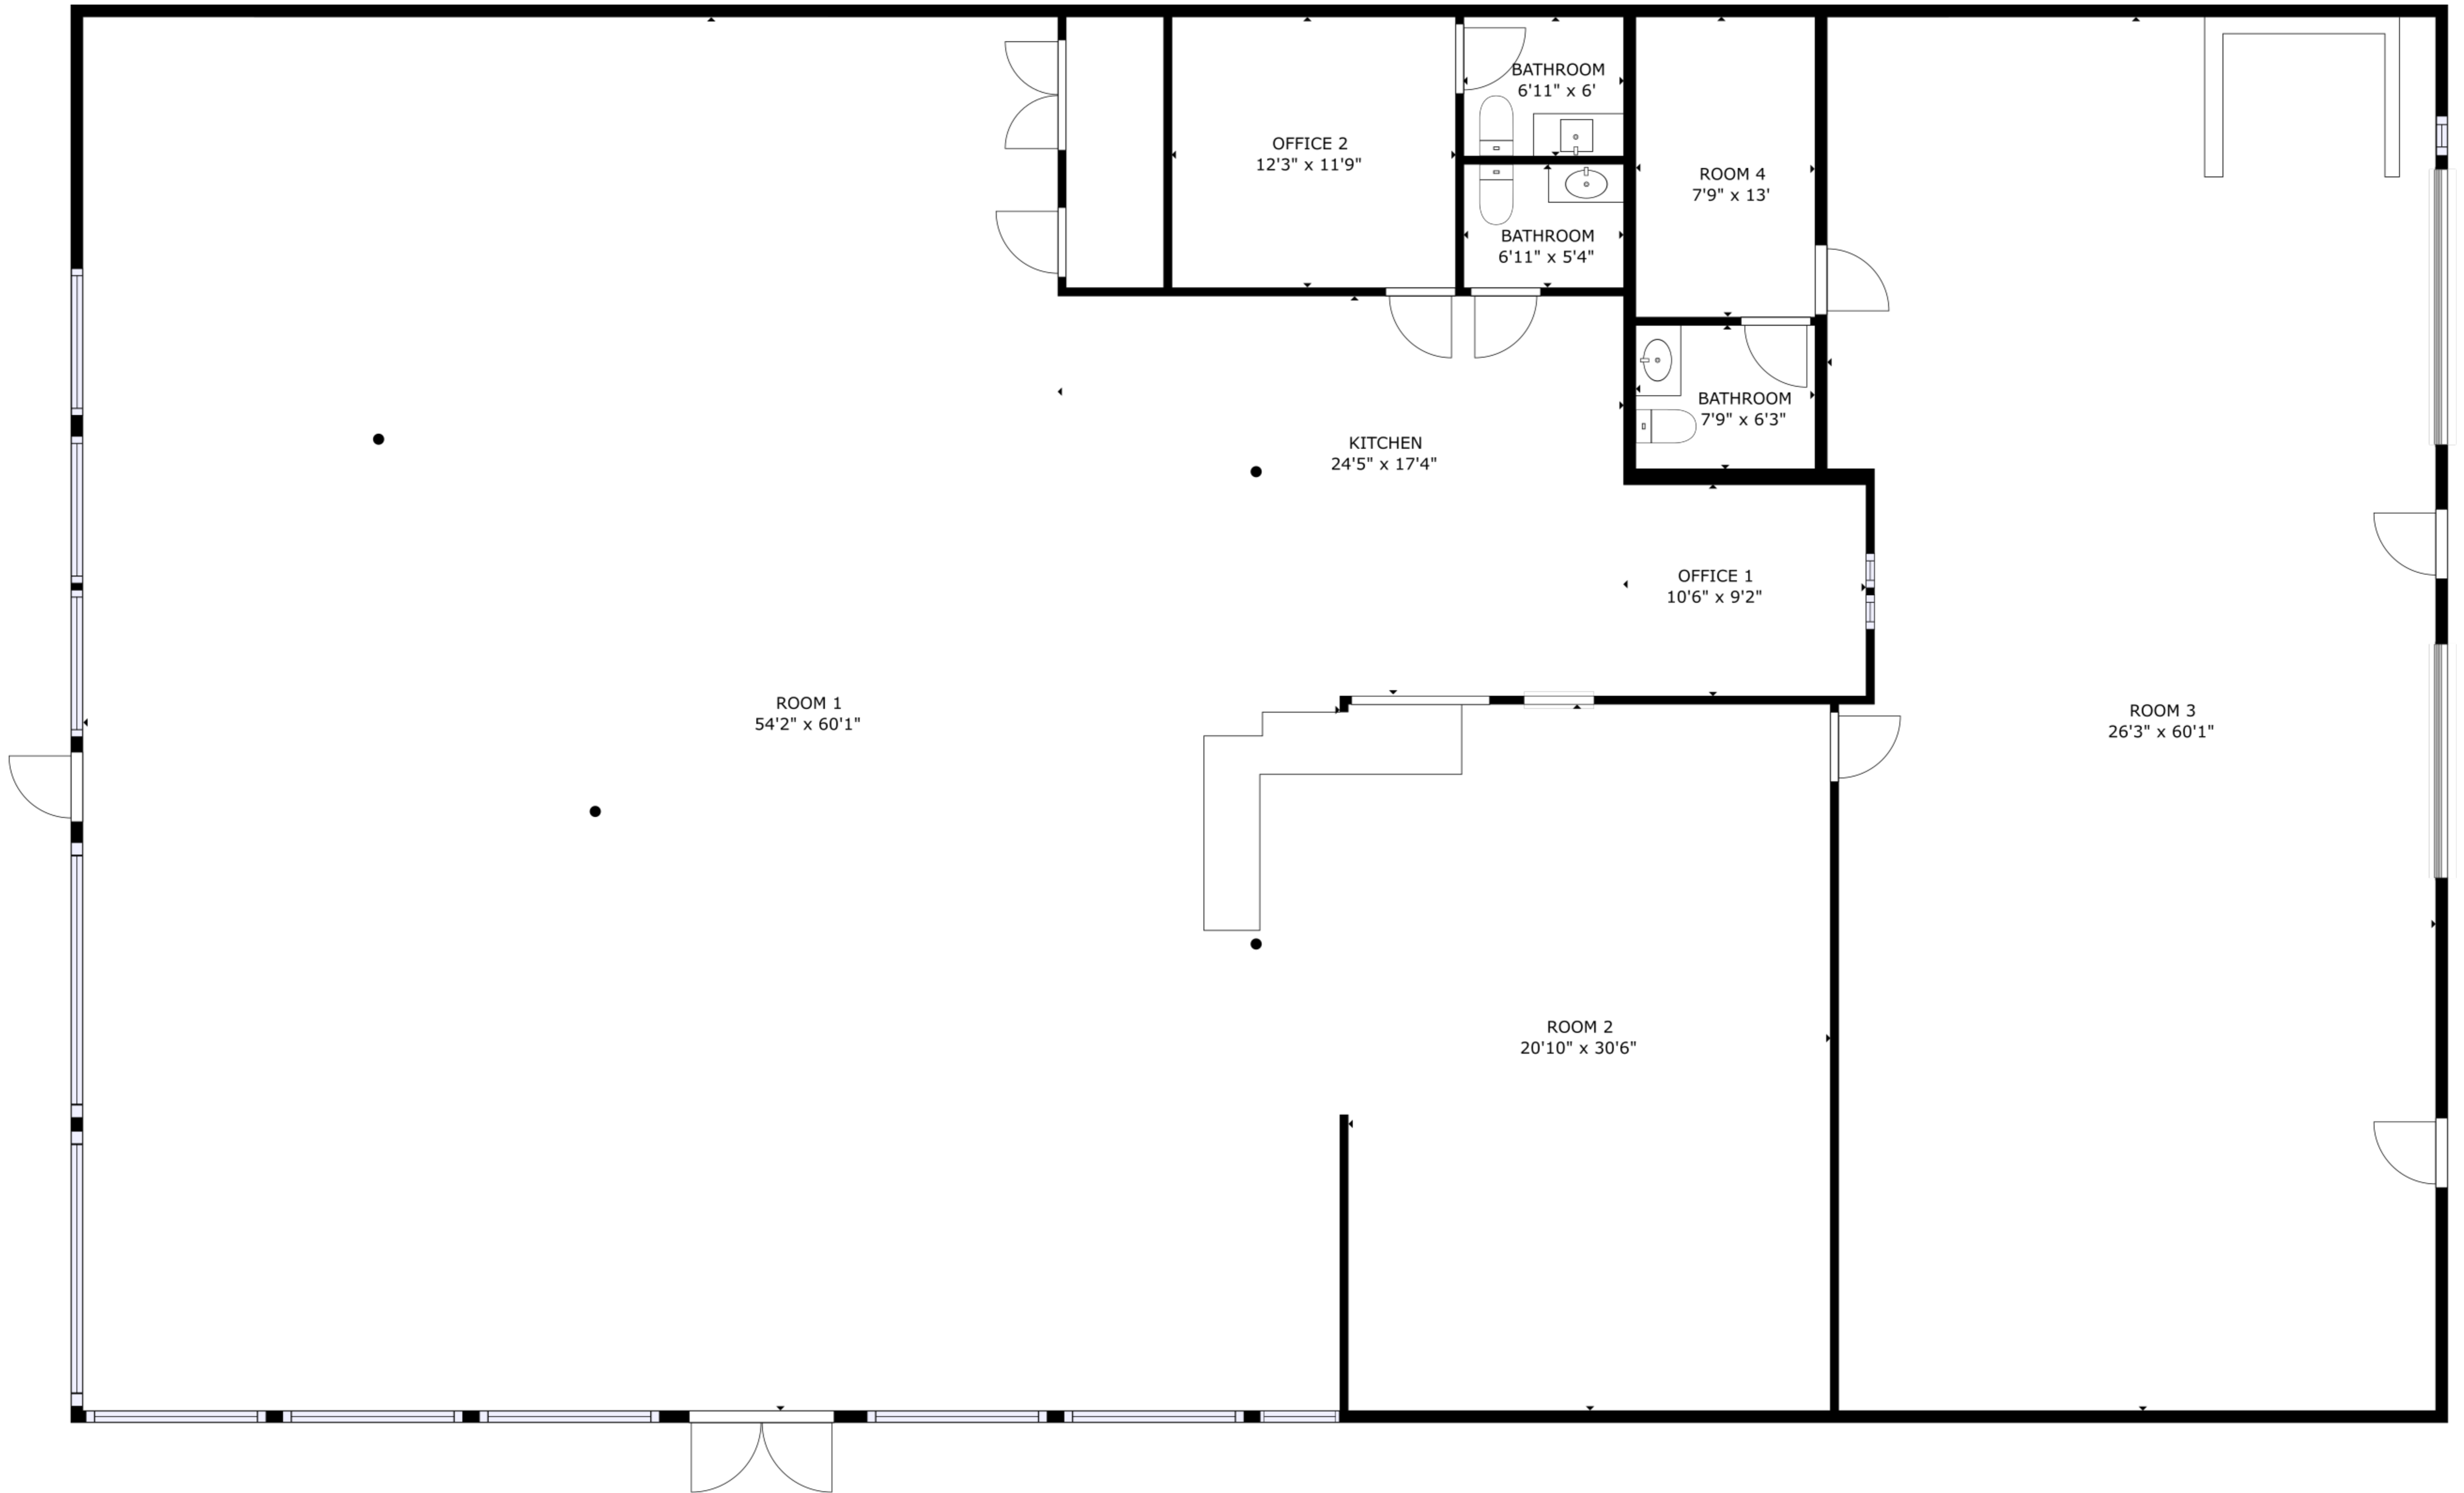 BATHROOM
6'11" x 6'
OFFICE 2
12'3" x 11'9"
ROOM 4
7'9" x 13'
BATHROOM
6'11" x 5'4"
BATHROOM
7'9" x 6'3"
KITCHEN
24'5" x 17'4"
OFFICE 1
10'6" x 9'2"
ROOM 1
54'2" x 60'1"
ROOM 3
26'3" x 60'1"
ROOM 2
20'10" x 30'6"